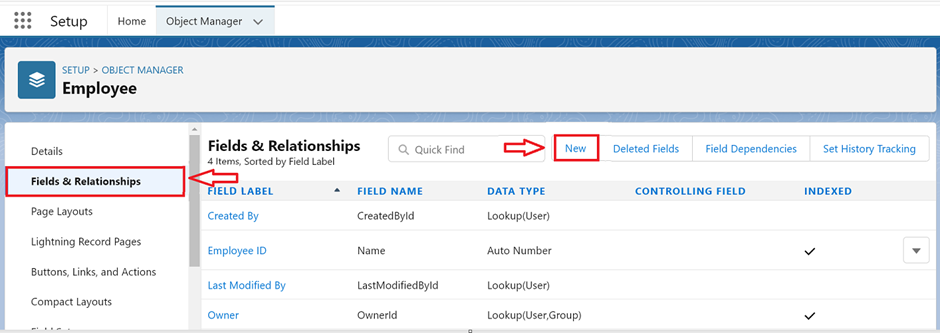 Setup Home Object Manager
SETUP > OBJECT MANAGER
Employee
Details
Fields & Relationships
Page Layouts
Lightning Record Pages
Buttons, Links, and Actions
Compact Layouts
Fields & Relationships
4 Items, Sorted by Field Label
Quick Find
New
Deleted Fields
Field Dependencies
Set History Tracking
FIELD LABEL FIELD NAME DATA TYPE CONTROLLING FIELD INDEXED
Created By CreatedById Lookup(User)
Employee ID Name Auto Number
Last Modified By LastModifiedById Lookup(User)
Owner OwnerId Lookup(User,Group)